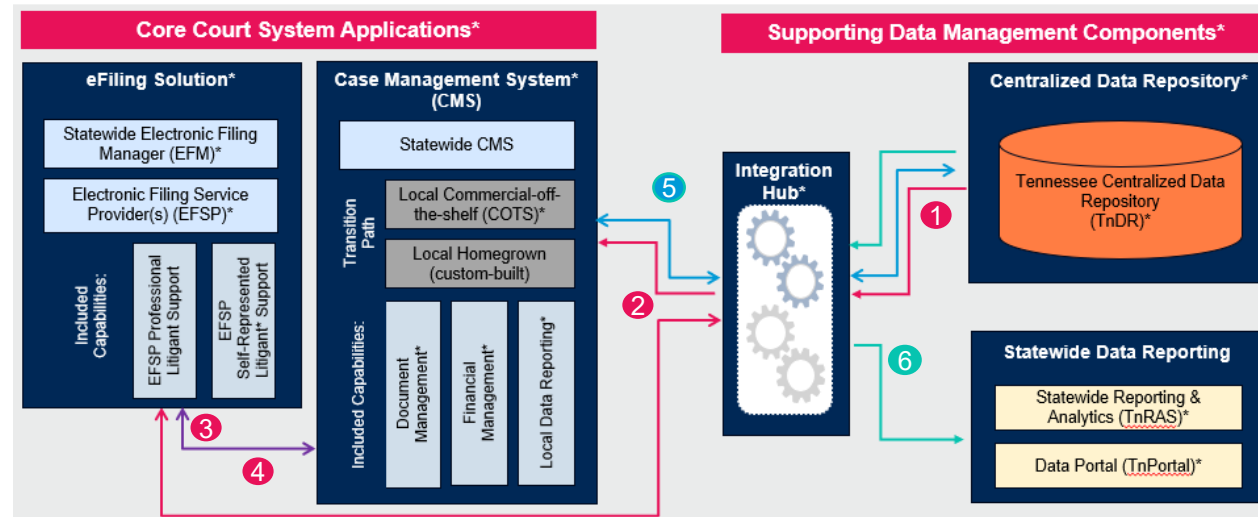 Core Court System Applications*
Supporting Data Management Components*
eFiling Solution*
Statewide Electronic Filing
Manager (EFM)*
Electronic Filing Service
Provider(s) (EFSP)*
Included
Capabilities:
EFSP Professional
Litigant Support
EFSP
Self-Represented
Litigant* Support
Case Management System*
(CMS)
Statewide CMS
Transition
Path
Local Commercial-off-
the-shelf (COTS)*
Local Homegrown
(custom-built)
Included Capabilities:
Document
Management*
Financial
Management*
Local Data Reporting*
3
4
5
2
Integration
Hub*
1
6
Centralized Data Repository*
Tennessee Centralized Data
Repository
(TnDR)*
Statewide Data Reporting
Statewide Reporting &
Analytics (TnRAS)*
Data Portal (TnPortal)*